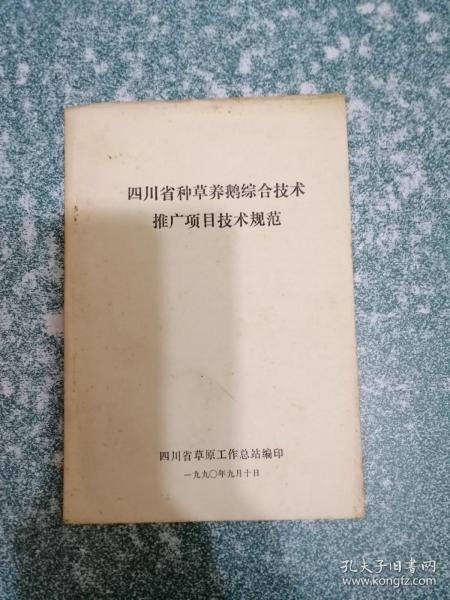 四川省种草养鹅综合技术
推广项目技术规范
四川省草原工作总站编印
一九九〇年九月十日
孔夫子旧书网
www.kongfz.com